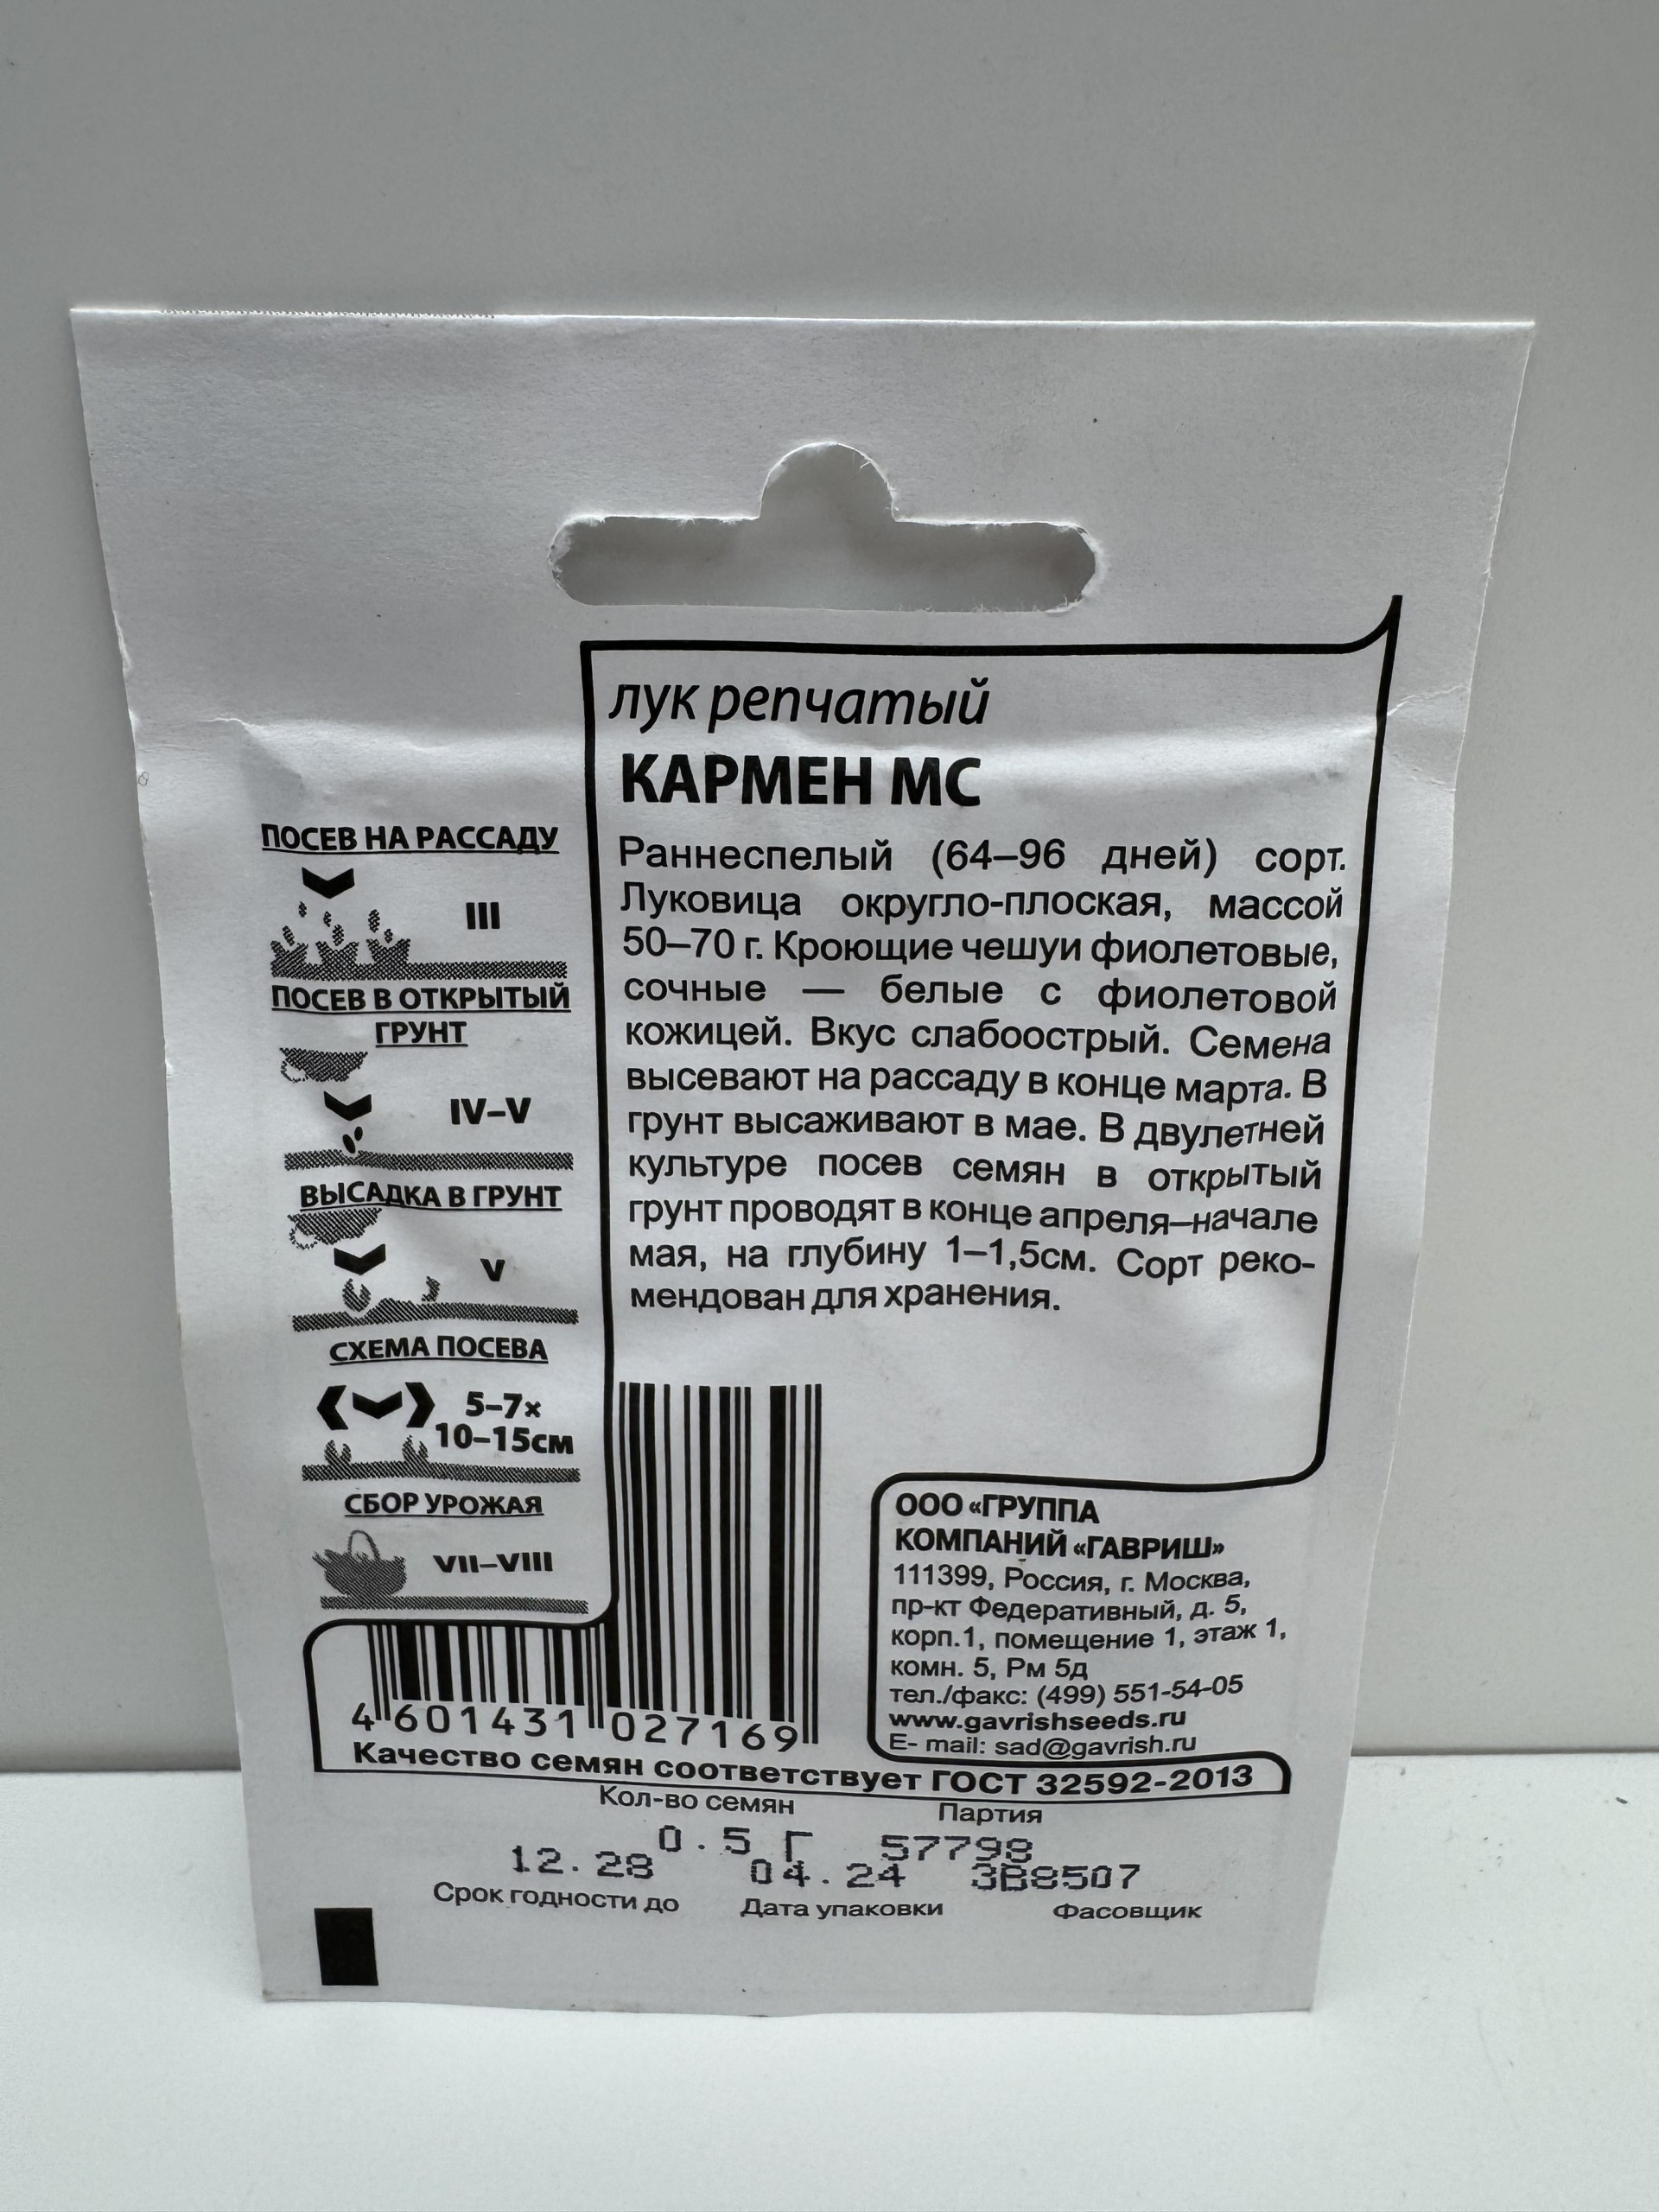 лук репчатый
КАРМЕН МС
Раннеспелый (64–96 дней) сорт.
Луковица округло-плоская, массой
50–70 г. Кроющие чешуи фиолетовые,
сочные — белые с фиолетовой
кожицей. Вкус слабоострый. Семена
высевают на рассаду в конце марта. В
грунт высаживают в мае. В двулетней
культуре посев семян в открытый
грунт проводят в конце апреля–начале
мая, на глубину 1–1,5см. Сорт реко-
мендован для хранения.
ПОСЕВ НА РАССАДУ
III
ПОСЕВ В ОТКРЫТЫЙ
ГРУНТ
IV–V
ВЫСАДКА В ГРУНТ
V
СХЕМА ПОСЕВА
5–7×
10–15см
СБОР УРОЖАЯ
VII–VIII
ООО «ГРУППА
КОМПАНИЙ «ГАВРИШ»
111399, Россия, г. Москва,
пр-кт Федеративный, д. 5,
корп.1, помещение 1, этаж 1,
комн. 5, Рм 5д
тел./факс: (499) 551-54-05
www.gavrishseeds.ru
E- mail: sad@gavrish.ru
4 601431 027169
Качество семян соответствует ГОСТ 32592-2013
Кол-во семян Партия
0.5 Г 57798
12.28 04.24 3В8507
Срок годности до Дата упаковки Фасовщик